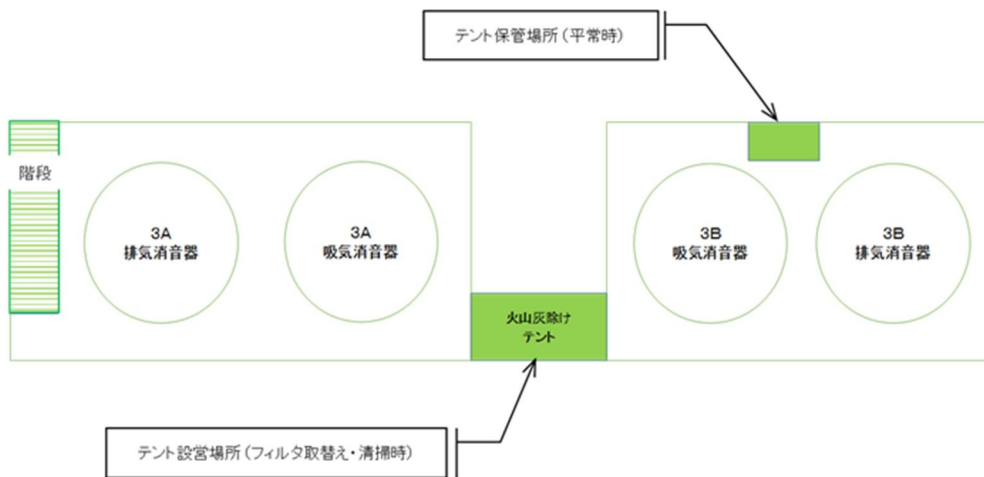 テント保管場所（平常時）
階段
3A
排気消音器
3A
吸気消音器
3B
吸気消音器
3B
排気消音器
火山灰除け
テント
テント設営場所（フィルタ取替え・清掃時）